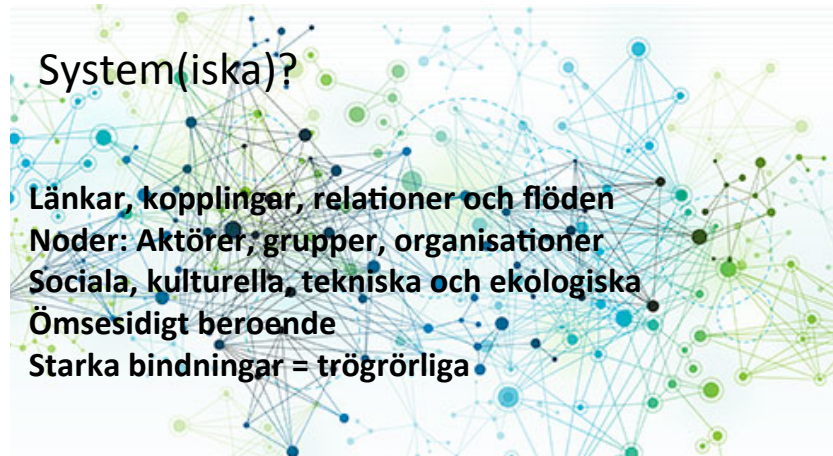 System(iska)?
Länkar, kopplingar, relationer och flöden
Noder: Aktörer, grupper, organisationer
Sociala, kulturella, tekniska och ekologiska
Ömsesidigt beroende
Starka bindningar = trögrörliga